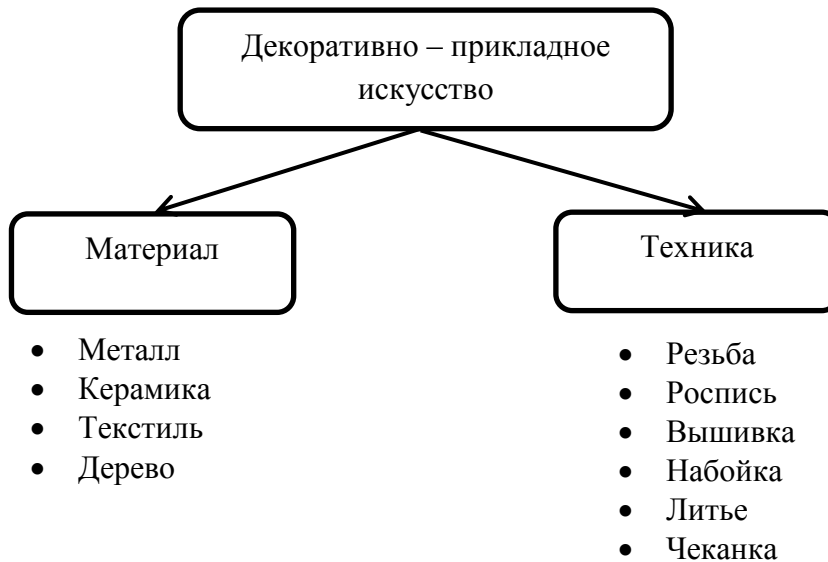 Декоративно – прикладное
искусство
Материал
Техника
• Металл
• Керамика
• Текстиль
• Дерево
• Резьба
• Роспись
• Вышивка
• Набойка
• Литье
• Чеканка